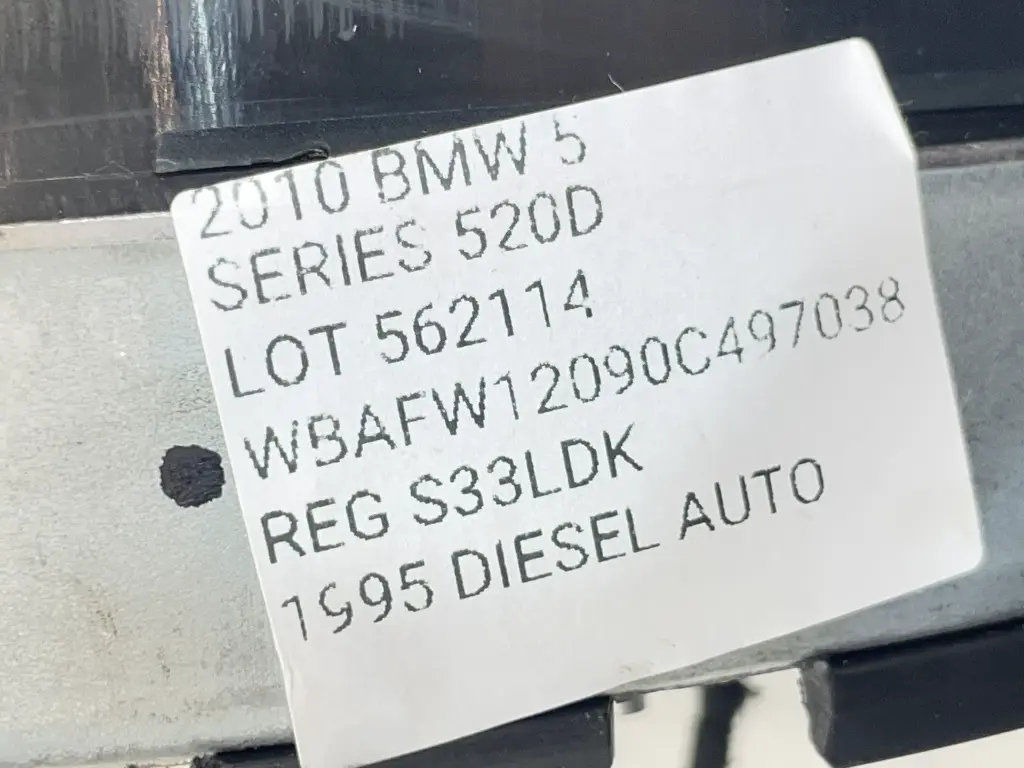 2010 BMW 5
SERIES 520D
LOT 562114
WBAFW12090C497038
REG S33LDK
1995 DIESEL AUTO